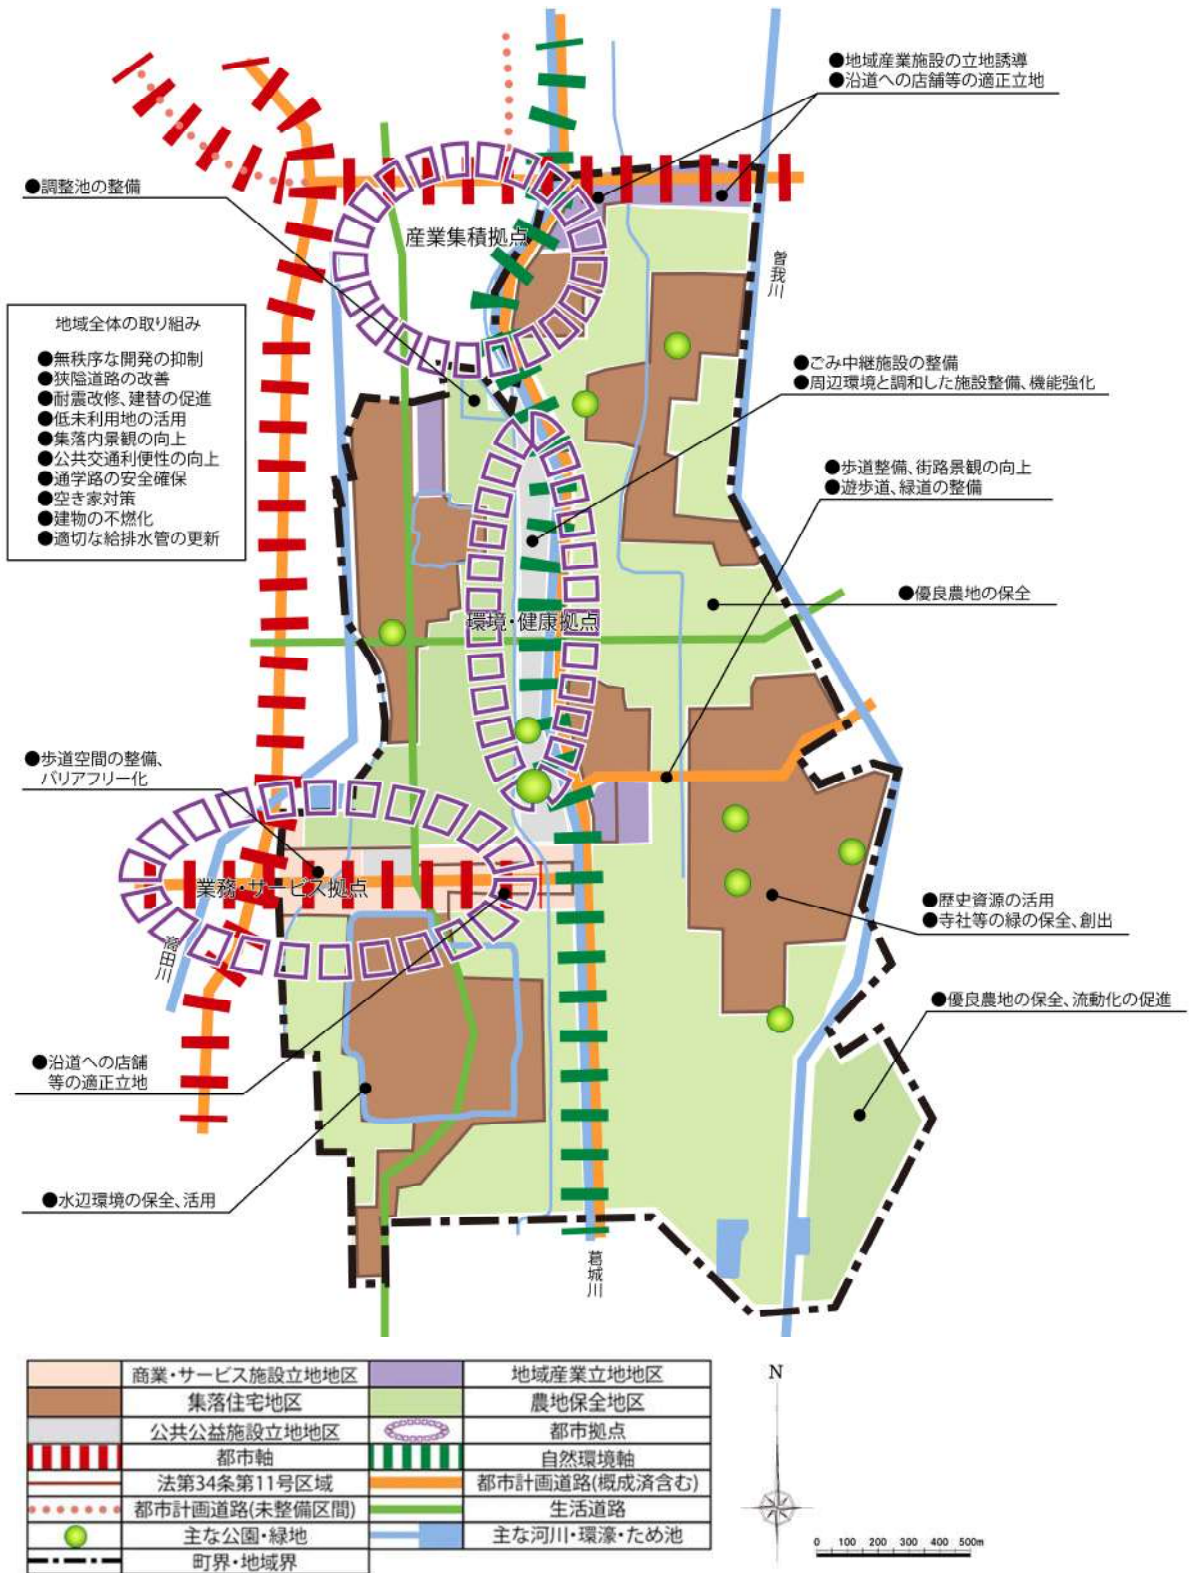 ●地域産業施設の立地誘導
●沿道への店舗等の適正立地
●調整池の整備
産業集積拠点
曽我川
地域全体の取り組み
●無秩序な開発の抑制
●狭隘道路の改善
●耐震改修、建替の促進
●低未利用地の活用
●集落内景観の向上
●公共交通利便性の向上
●通学路の安全確保
●空き家対策
●建物の不燃化
●適切な給排水管の更新
●ごみ中継施設の整備
●周辺環境と調和した施設整備、機能強化
●歩道整備、街路景観の向上
●遊歩道、緑道の整備
●優良農地の保全
環境・健康拠点
●歩道空間の整備、
バリアフリー化
業務・サービス拠点
高田川
●歴史資源の活用
●寺社等の緑の保全、創出
●優良農地の保全、流動化の促進
●沿道への店舗
等の適正立地
●水辺環境の保全、活用
葛城川
商業・サービス施設立地地区
地域産業立地地区
集落住宅地区
農地保全地区
公共公益施設立地地区
都市拠点
都市軸
自然環境軸
法第34条第11号区域
都市計画道路(概成済含む)
都市計画道路(未整備区間)
生活道路
主な公園・緑地
主な河川・環濠・ため池
町界・地域界
N
0 100 200 300 400 500m